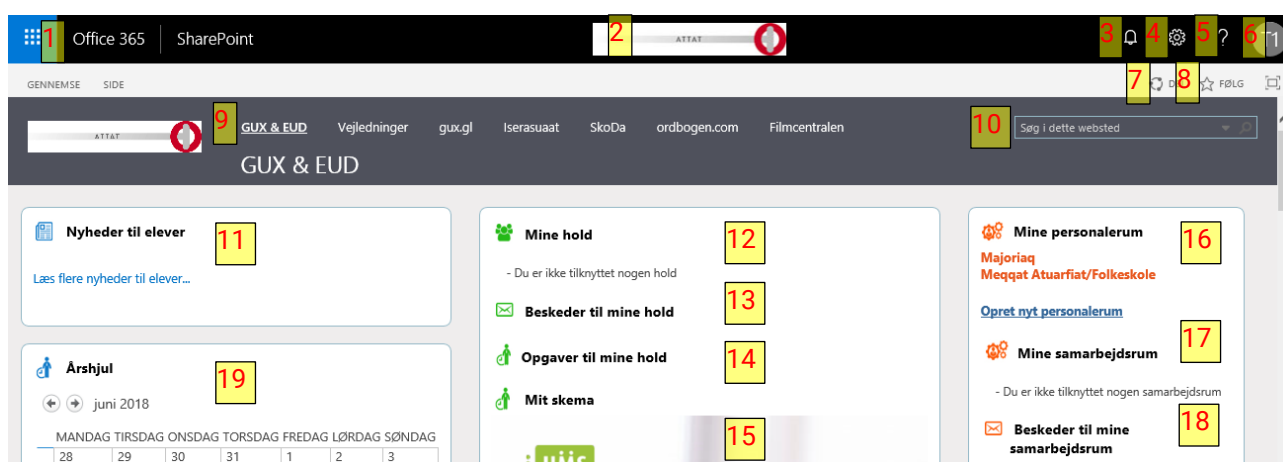 1 Office 365 SharePoint 2 ATTAT 3 4 5 ? 6 T1
GENNEMSE SIDE 7 8 FØLG
ATTAT 9 GUX & EUD Vejledninger gux.gl Iserasuaat SkoDa ordbogen.com Filmcentralen 10 Søg i dette websted
GUX & EUD
Nyheder til elever 11
Læs flere nyheder til elever...
Årshjul 19
juni 2018
MANDAG TIRSDAG ONSDAG TORSDAG FREDAG LØRDAG SØNDAG
28 29 30 31 1 2 3
Mine hold 12
- Du er ikke tilknyttet nogen hold
Beskeder til mine hold 13
Opgaver til mine hold 14
Mit skema
15
Mine personalerum 16
Majoriaq
Meqqat Atuarfiat/Folkeskole
Opret nyt personalerum
Mine samarbejdsrum 17
- Du er ikke tilknyttet nogen samarbejdsrum
Beskeder til mine 18
samarbejdsrum